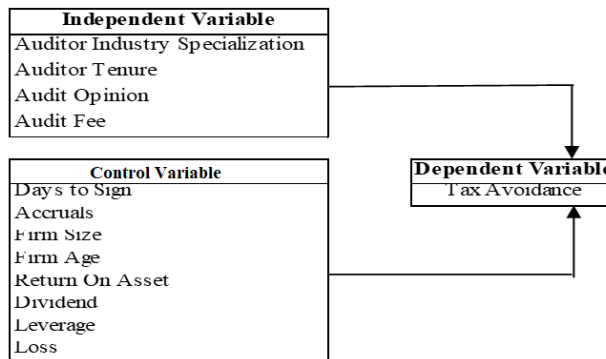 Independent Variable
Auditor Industry Specialization
Auditor Tenure
Audit Opinion
Audit Fee
Control Variable
Days to Sign
Accruals
Firm Size
Firm Age
Return On Asset
Dividend
Leverage
Loss
Dependent Variable
Tax Avoidance